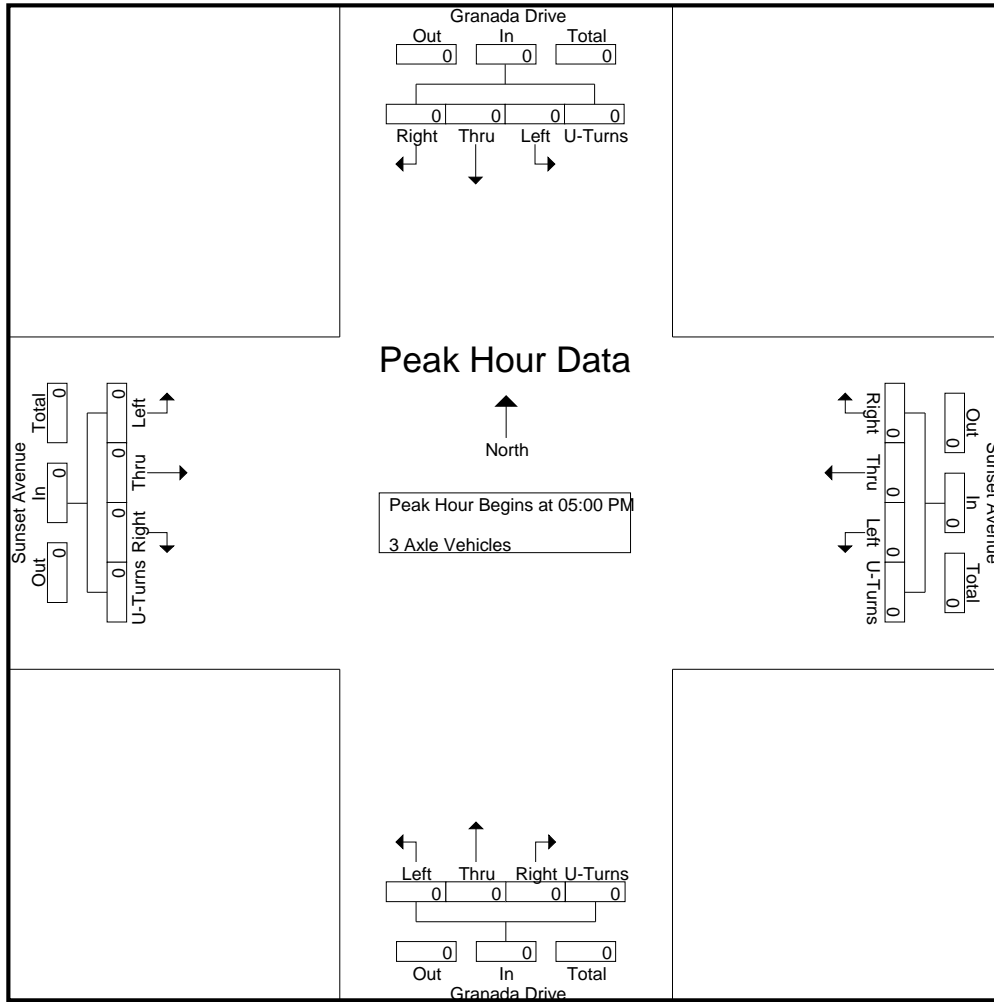 Granada Drive
Out In Total
0 0 0
0 0 0 0
Right Thru Left U-Turns
Peak Hour Data
North
Peak Hour Begins at 05:00 PM
3 Axle Vehicles
Sunset Avenue
Total In Out
0 0 0
0 0 0 0
Left Thru Right U-Turns
Right Thru Left U-Turns
0 0 0 0
0 0 0
Out In Total
Sunset Avenue
Left Thru Right U-Turns
0 0 0 0
0 0 0
Out In Total
Granada Drive